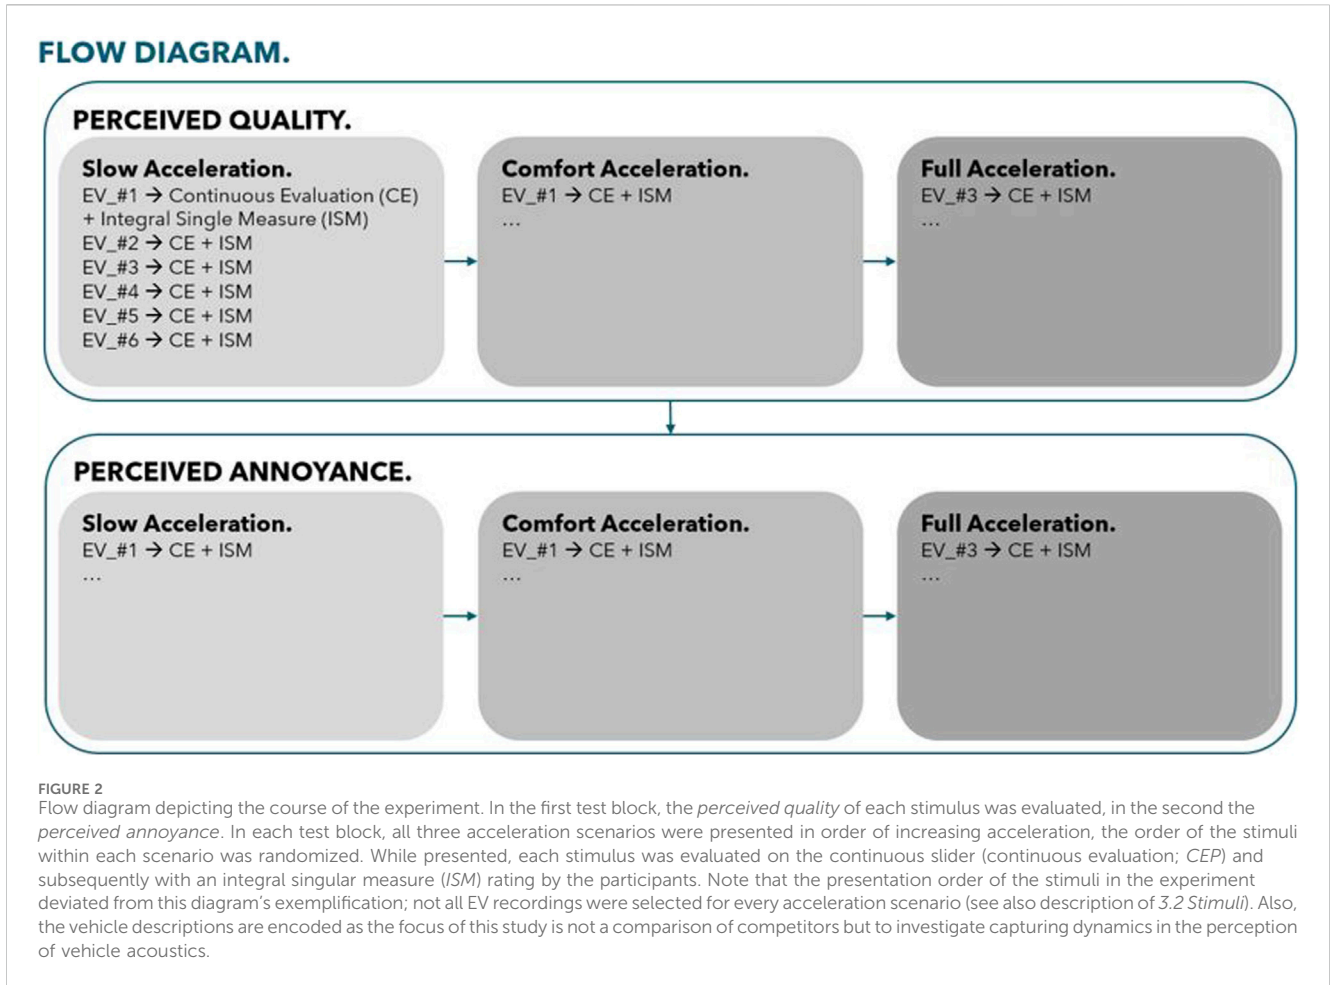 FLOW DIAGRAM.
PERCEIVED QUALITY.
Slow Acceleration.
EV_#1 → Continuous Evaluation (CE)
+ Integral Single Measure (ISM)
EV_#2 → CE + ISM
EV_#3 → CE + ISM
EV_#4 → CE + ISM
EV_#5 → CE + ISM
EV_#6 → CE + ISM
Comfort Acceleration.
EV_#1 → CE + ISM
...
Full Acceleration.
EV_#3 → CE + ISM
...
PERCEIVED ANNOYANCE.
Slow Acceleration.
EV_#1 → CE + ISM
...
Comfort Acceleration.
EV_#1 → CE + ISM
...
Full Acceleration.
EV_#3 → CE + ISM
...
FIGURE 2
Flow diagram depicting the course of the experiment. In the first test block, the perceived quality of each stimulus was evaluated, in the second the
perceived annoyance. In each test block, all three acceleration scenarios were presented in order of increasing acceleration, the order of the stimuli
within each scenario was randomized. While presented, each stimulus was evaluated on the continuous slider (continuous evaluation; CEP) and
subsequently with an integral singular measure (ISM) rating by the participants. Note that the presentation order of the stimuli in the experiment
deviated from this diagram's exemplification; not all EV recordings were selected for every acceleration scenario (see also description of 3.2 Stimuli). Also,
the vehicle descriptions are encoded as the focus of this study is not a comparison of competitors but to investigate capturing dynamics in the perception
of vehicle acoustics.